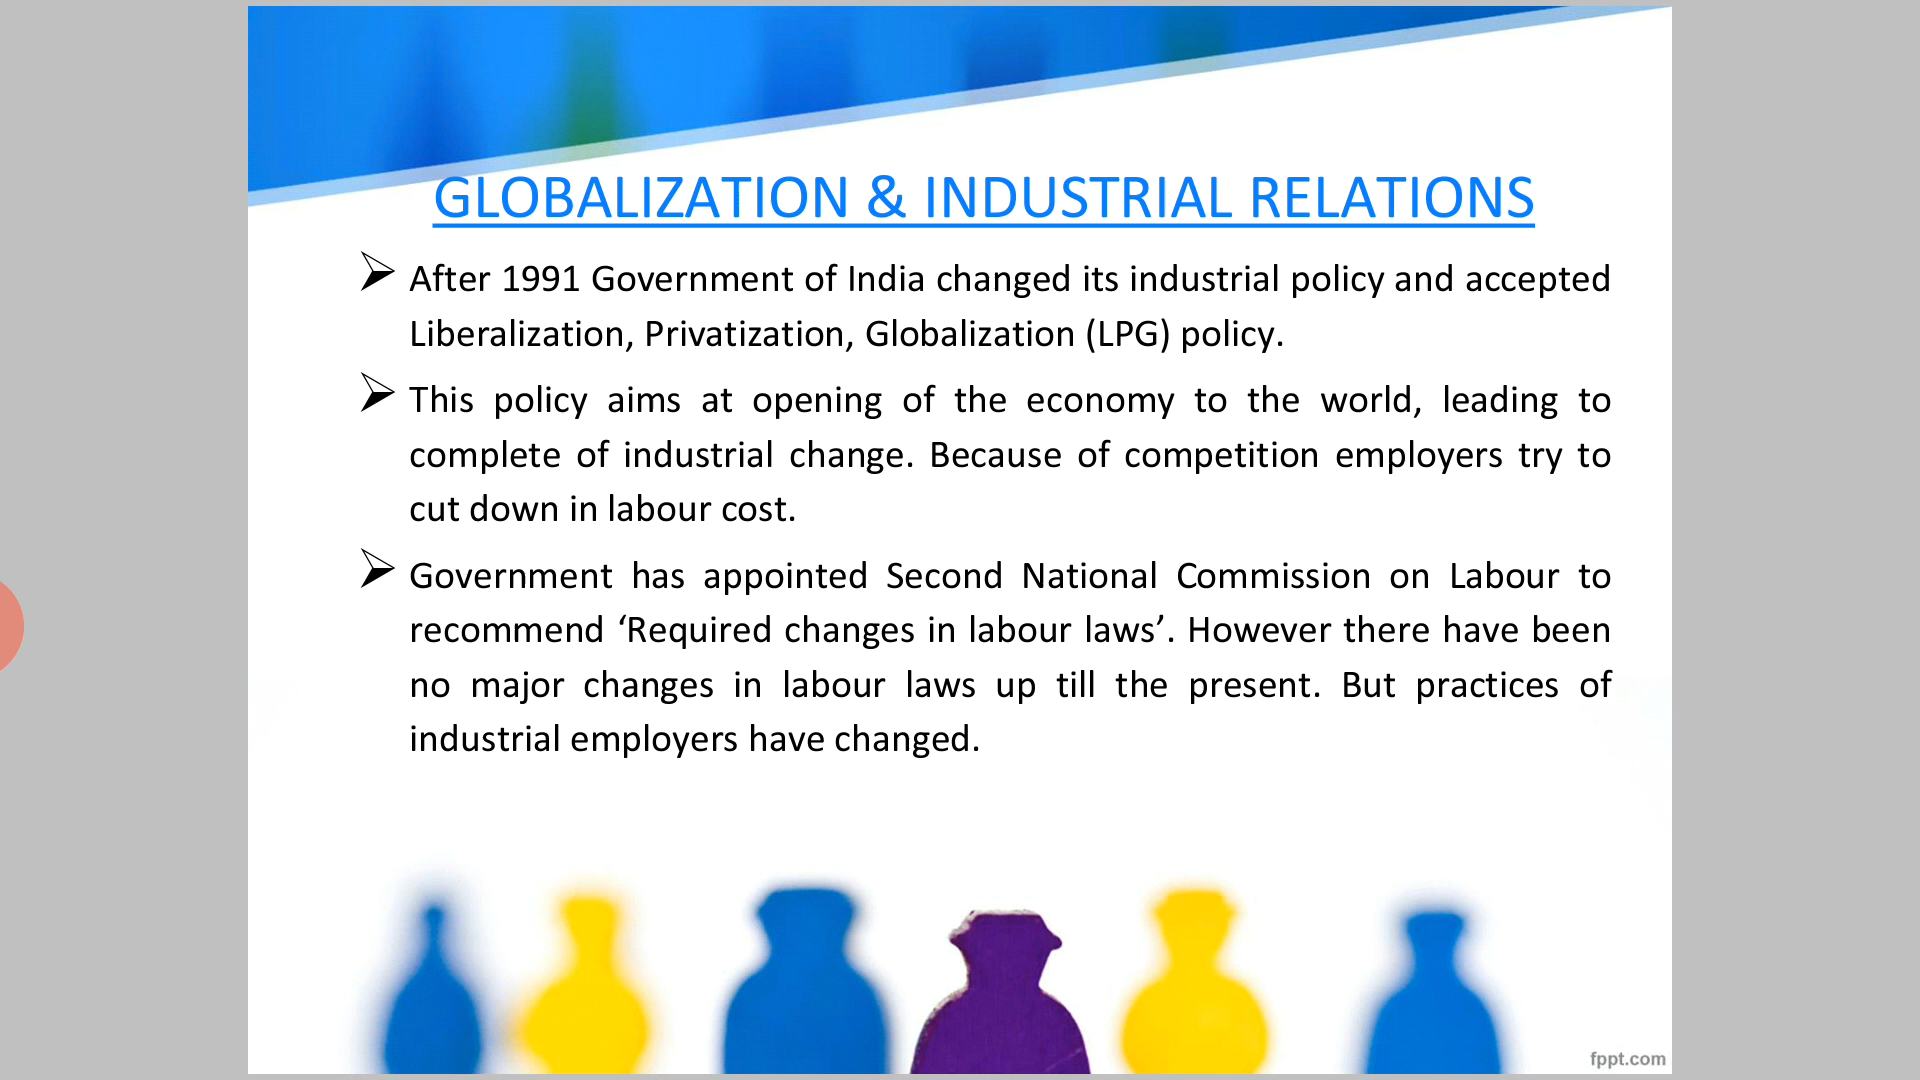 GLOBALIZATION & INDUSTRIAL RELATIONS
After 1991 Government of India changed its industrial policy and accepted
Liberalization, Privatization, Globalization (LPG) policy.
This policy aims at opening of the economy to the world, leading to
complete of industrial change. Because of competition employers try to
cut down in labour cost.
Government has appointed Second National Commission on Labour to
recommend ‘Required changes in labour laws’. However there have been
no major changes in labour laws up till the present. But practices of
industrial employers have changed.
fppt.com